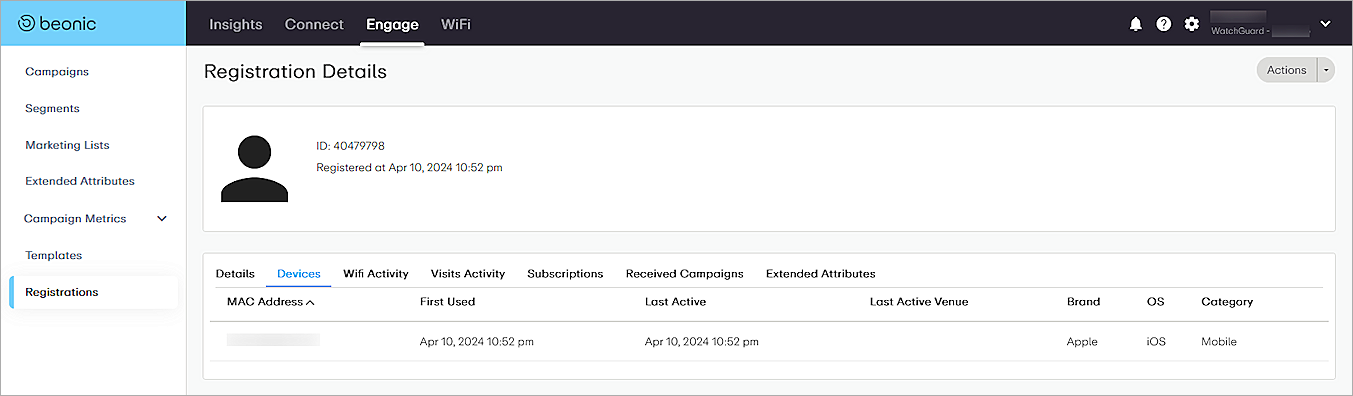 beonic Insights Connect Engage WiFi
WatchGuard -
Campaigns
Segments
Marketing Lists
Extended Attributes
Campaign Metrics
Templates
Registrations
Registration Details Actions
ID: 40479798
Registered at Apr 10, 2024 10:52 pm
Details Devices Wifi Activity Visits Activity Subscriptions Received Campaigns Extended Attributes
MAC Address First Used Last Active Last Active Venue Brand OS Category
Apr 10, 2024 10:52 pm Apr 10, 2024 10:52 pm Apple iOS Mobile